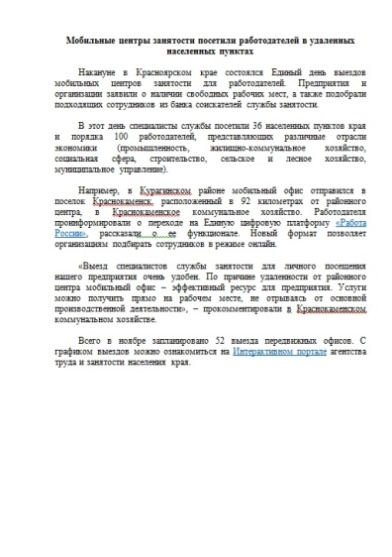 Мобильные центры занятости посетили работодателей в удаленных
населенных пунктах
Накануне в Красноярском крае состоялся Единый день выездов
мобильных центров занятости для работодателей. Предприятия и
организации заявили о наличии свободных рабочих мест, а также подобрали
подходящих сотрудников из банка соискателей службы занятости.
В этот день специалисты службы посетили 36 населенных пунктов края
и порядка 100 работодателей, представляющих различные отрасли
экономики (промышленность, жилищно-коммунальное хозяйство,
социальная сфера, строительство, сельское и лесное хозяйство,
муниципальное управление).
Например, в Курагинском районе мобильный офис отправился в
поселок Краснокаменск, расположенный в 92 километрах от районного
центра, в Краснокаменское коммунальное хозяйство. Работодателя
проинформировали о переходе на Единую цифровую платформу «Работа
России», рассказали о ее функционале. Новый формат позволяет
организациям подбирать сотрудников в режиме онлайн.
«Выезд специалистов службы занятости для личного посещения
нашего предприятия очень удобен. По причине удаленности от районного
центра мобильный офис – эффективный ресурс для предприятия. Услуги
можно получить прямо на рабочем месте, не отрываясь от основной
производственной деятельности», – прокомментировали в Краснокаменском
коммунальном хозяйстве.
Всего в ноябре запланировано 52 выезда передвижных офисов. С
графиком выездов можно ознакомиться на Интерактивном портале агентства
труда и занятости населения края.